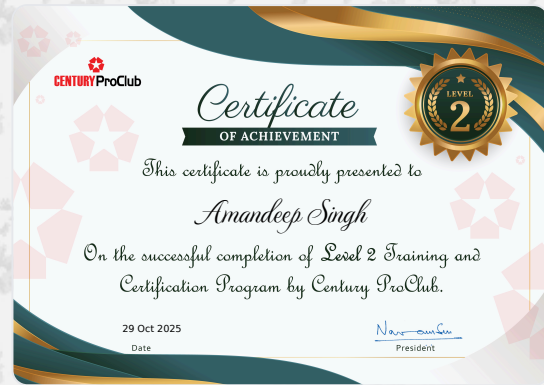 CENTURY ProClub
LEVEL
2
Certificate
OF ACHIEVEMENT
This certificate is proudly presented to
Amandeep Singh
On the successful completion of Level 2 Training and
Certification Program by Century ProClub.
29 Oct 2025
Date
President